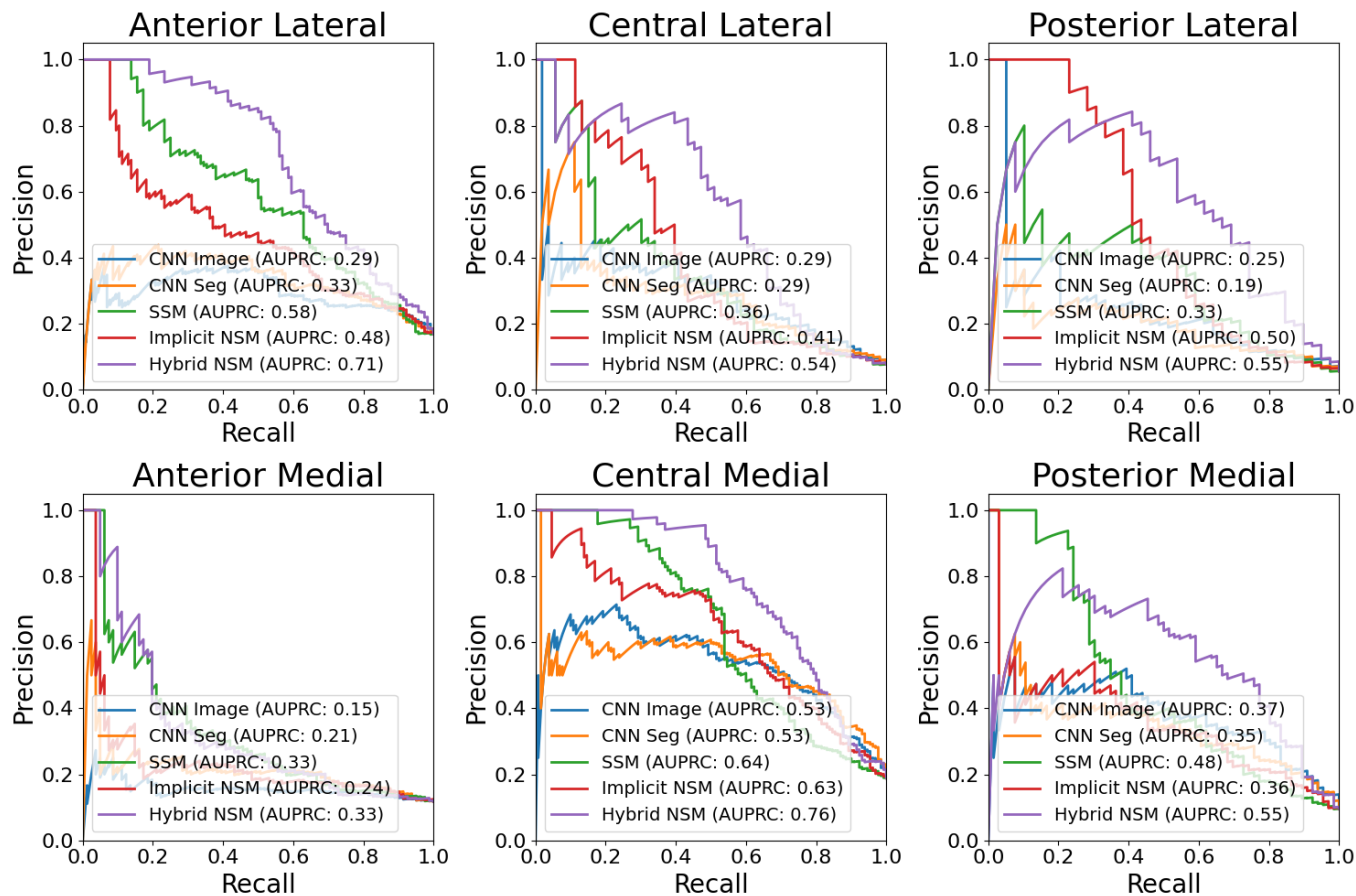 Anterior Lateral
1.0
0.8
0.6
0.4
0.2
0.0
Precision
CNN Image (AUPRC: 0.29)
CNN Seg (AUPRC: 0.33)
SSM (AUPRC: 0.58)
Implicit NSM (AUPRC: 0.48)
Hybrid NSM (AUPRC: 0.71)
0.0 0.2 0.4 0.6 0.8 1.0
Recall
Central Lateral
1.0
0.8
0.6
0.4
0.2
0.0
Precision
CNN Image (AUPRC: 0.29)
CNN Seg (AUPRC: 0.29)
SSM (AUPRC: 0.36)
Implicit NSM (AUPRC: 0.41)
Hybrid NSM (AUPRC: 0.54)
0.0 0.2 0.4 0.6 0.8 1.0
Recall
Posterior Lateral
1.0
0.8
0.6
0.4
0.2
0.0
Precision
CNN Image (AUPRC: 0.25)
CNN Seg (AUPRC: 0.19)
SSM (AUPRC: 0.33)
Implicit NSM (AUPRC: 0.50)
Hybrid NSM (AUPRC: 0.55)
0.0 0.2 0.4 0.6 0.8 1.0
Recall
Anterior Medial
1.0
0.8
0.6
0.4
0.2
0.0
Precision
CNN Image (AUPRC: 0.15)
CNN Seg (AUPRC: 0.21)
SSM (AUPRC: 0.33)
Implicit NSM (AUPRC: 0.24)
Hybrid NSM (AUPRC: 0.33)
0.0 0.2 0.4 0.6 0.8 1.0
Recall
Central Medial
1.0
0.8
0.6
0.4
0.2
0.0
Precision
CNN Image (AUPRC: 0.53)
CNN Seg (AUPRC: 0.53)
SSM (AUPRC: 0.64)
Implicit NSM (AUPRC: 0.63)
Hybrid NSM (AUPRC: 0.76)
0.0 0.2 0.4 0.6 0.8 1.0
Recall
Posterior Medial
1.0
0.8
0.6
0.4
0.2
0.0
Precision
CNN Image (AUPRC: 0.37)
CNN Seg (AUPRC: 0.35)
SSM (AUPRC: 0.48)
Implicit NSM (AUPRC: 0.36)
Hybrid NSM (AUPRC: 0.55)
0.0 0.2 0.4 0.6 0.8 1.0
Recall